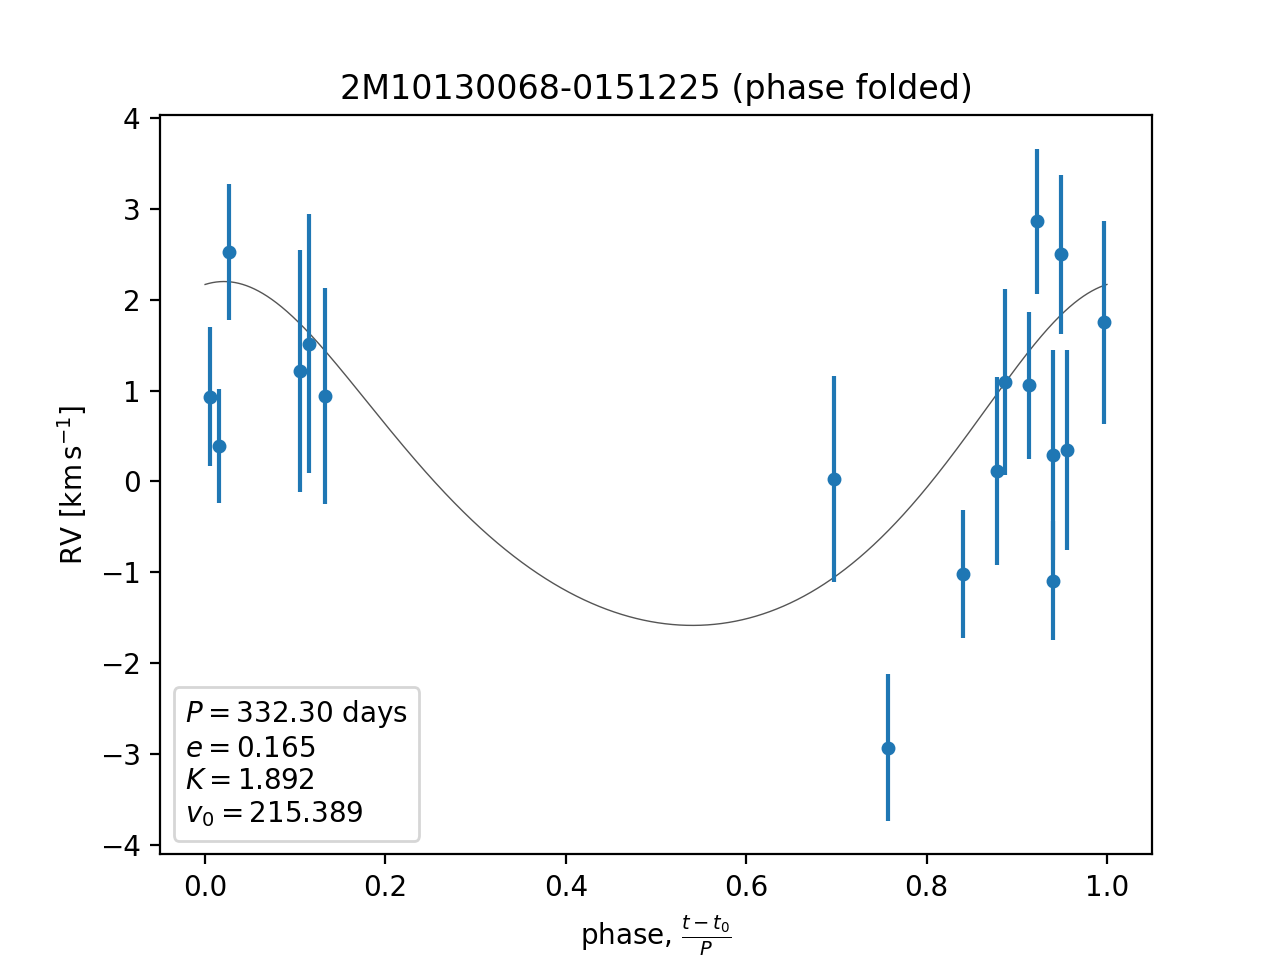 2M10130068-0151225 (phase folded)
4
3
2
1
0
−1
−2
−3
−4
RV [km s⁻¹]
P = 332.30 days
e = 0.165
K = 1.892
v₀ = 215.389
0.0 0.2 0.4 0.6 0.8 1.0
phase, (t − t₀)/P